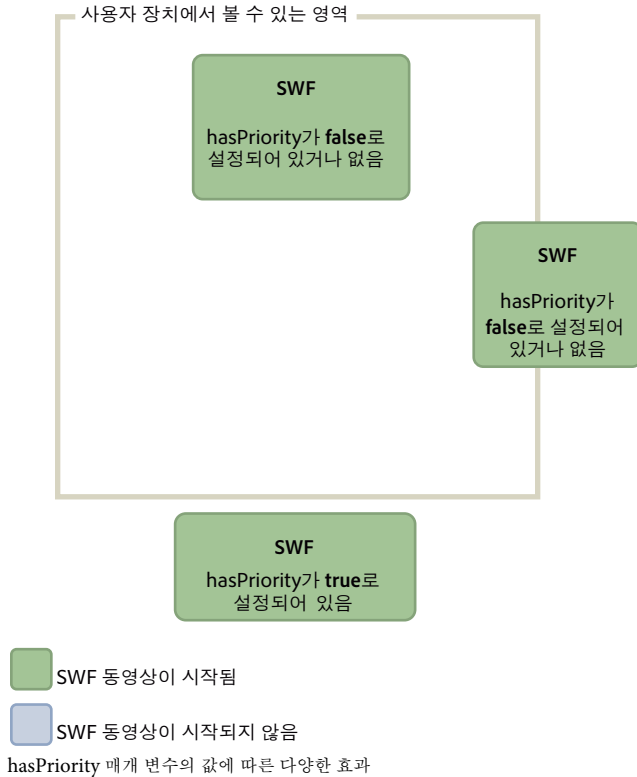 사용자 장치에서 볼 수 있는 영역
SWF
hasPriority가 false로
설정되어 있거나 없음
SWF
hasPriority가
false로 설정되어
있거나 없음
SWF
hasPriority가 true로
설정되어 있음
SWF 동영상이 시작됨
SWF 동영상이 시작되지 않음
hasPriority 매개 변수의 값에 따른 다양한 효과